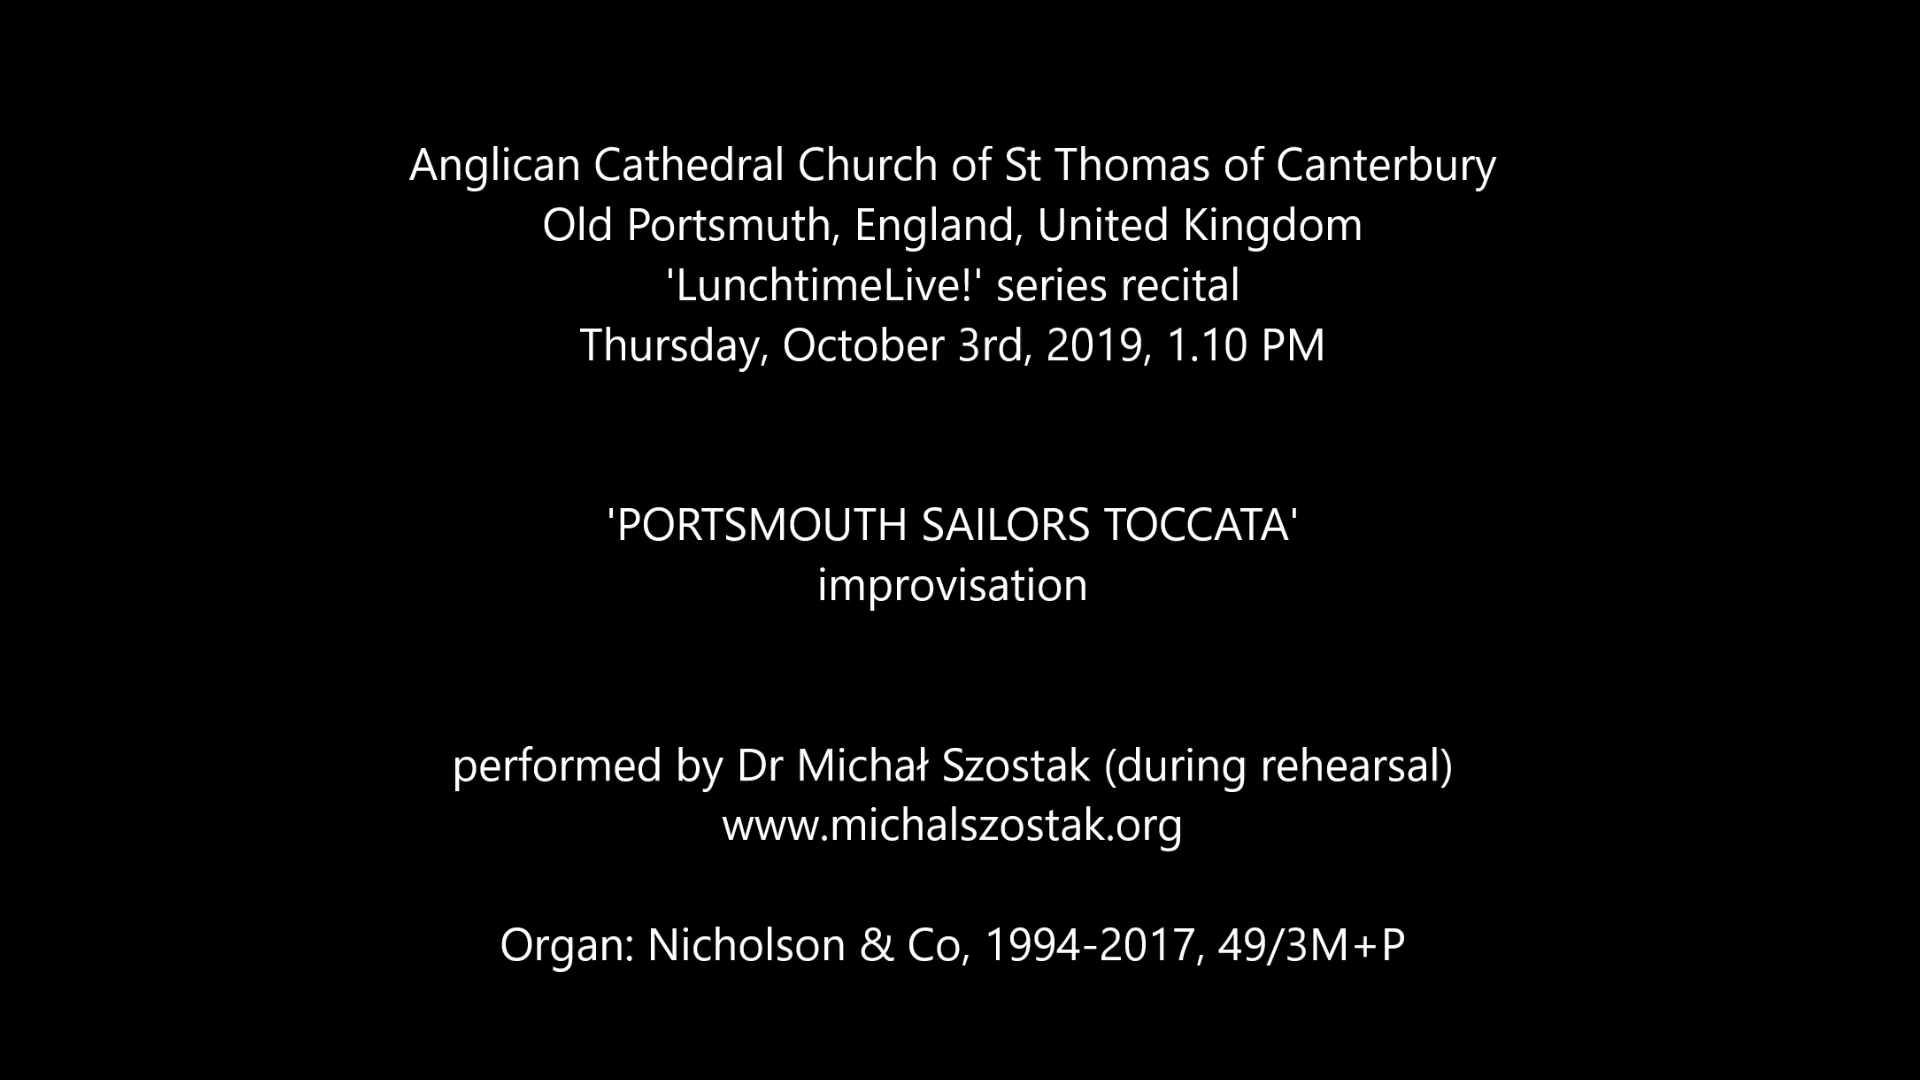 Anglican Cathedral Church of St Thomas of Canterbury
Old Portsmuth, England, United Kingdom
'LunchtimeLive!' series recital
Thursday, October 3rd, 2019, 1.10 PM
'PORTSMOUTH SAILORS TOCCATA'
improvisation
performed by Dr Michał Szostak (during rehearsal)
www.michalszostak.org
Organ: Nicholson & Co, 1994-2017, 49/3M+P